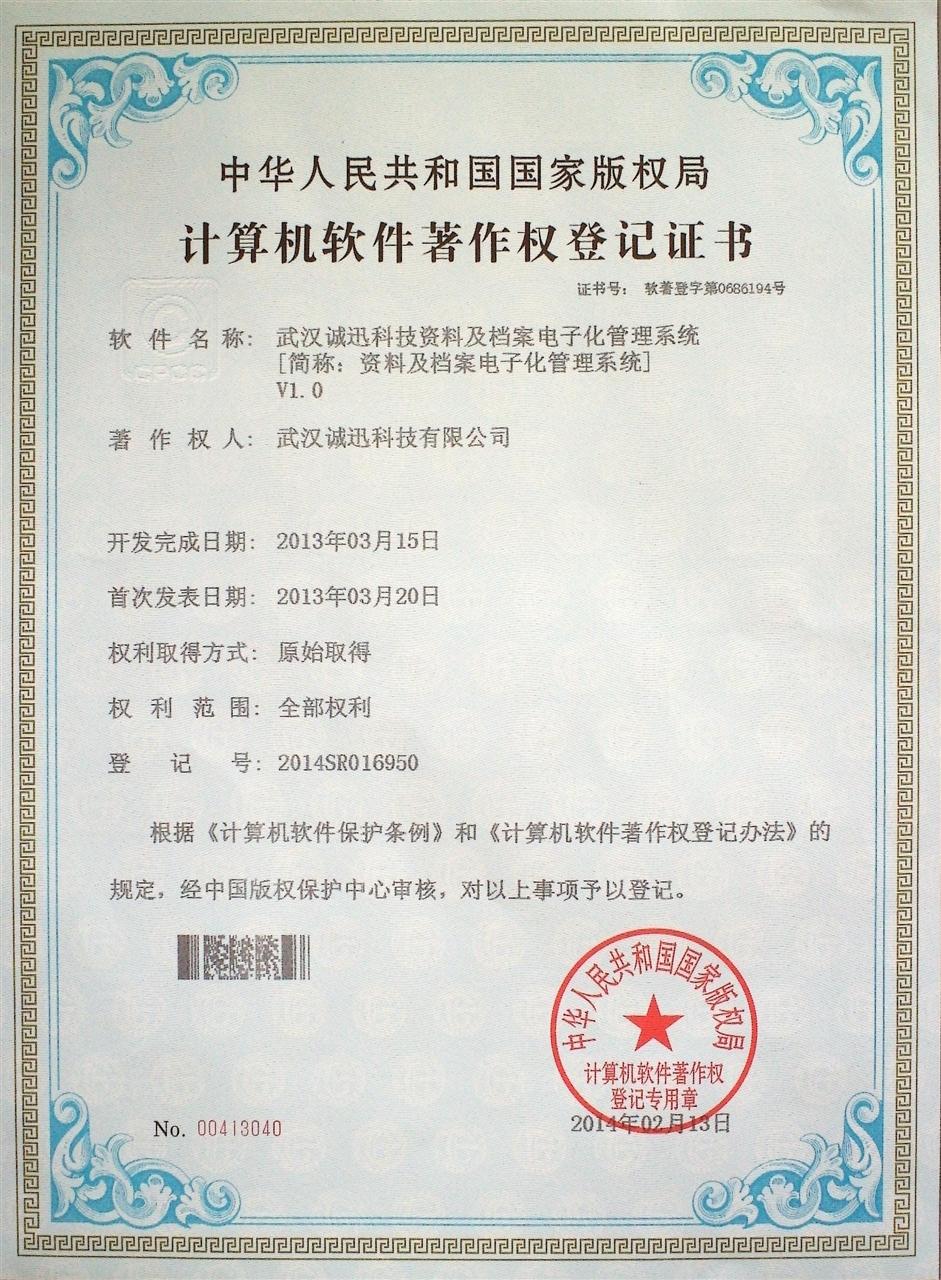 中华人民共和国国家版权局
计算机软件著作权登记证书
证书号： 软著登字第0686194号
软件名称： 武汉诚迅科技资料及档案电子化管理系统
[简称：资料及档案电子化管理系统]
V1.0
著作权人： 武汉诚迅科技有限公司
开发完成日期： 2013年03月15日
首次发表日期： 2013年03月20日
权利取得方式： 原始取得
权利范围： 全部权利
登记号： 2014SR016950
根据《计算机软件保护条例》和《计算机软件著作权登记办法》的
规定，经中国版权保护中心审核，对以上事项予以登记。
中华人民共和国国家版权局
计算机软件著作权
登记专用章
2014年02月13日
No. 00413040